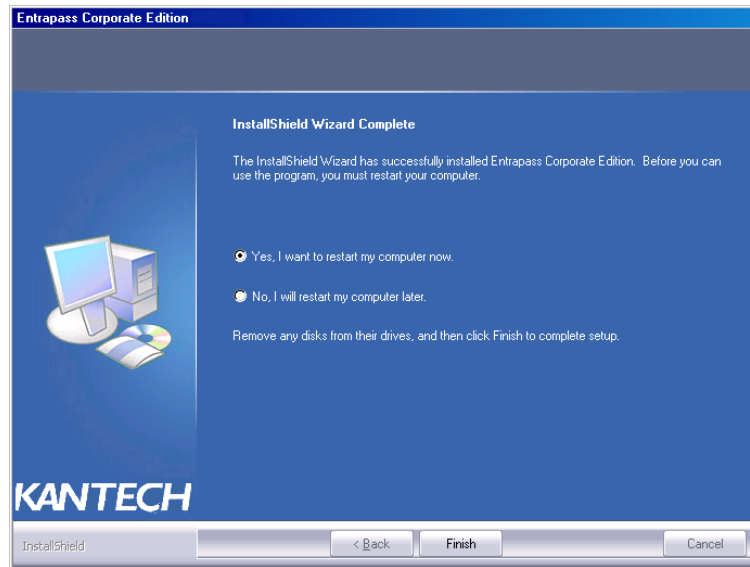 Entrapass Corporate Edition
InstallShield Wizard Complete
The InstallShield Wizard has successfully installed Entrapass Corporate Edition.  Before you can
use the program, you must restart your computer.
Yes, I want to restart my computer now.
No, I will restart my computer later.
Remove any disks from their drives, and then click Finish to complete setup.
KANTECH
InstallShield
< Back
Finish
Cancel